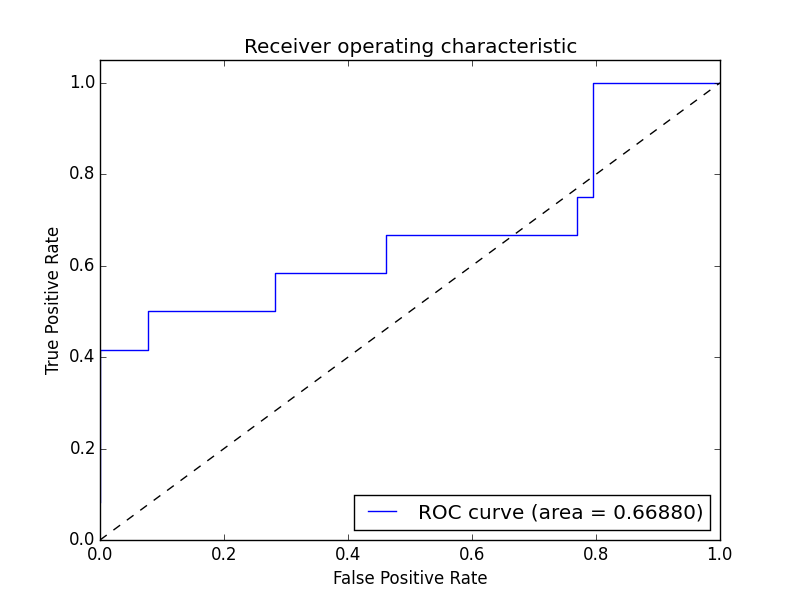 Receiver operating characteristic
1.0
0.8
0.6
0.4
0.2
0.0
True Positive Rate
ROC curve (area = 0.66880)
0.0 0.2 0.4 0.6 0.8 1.0
False Positive Rate